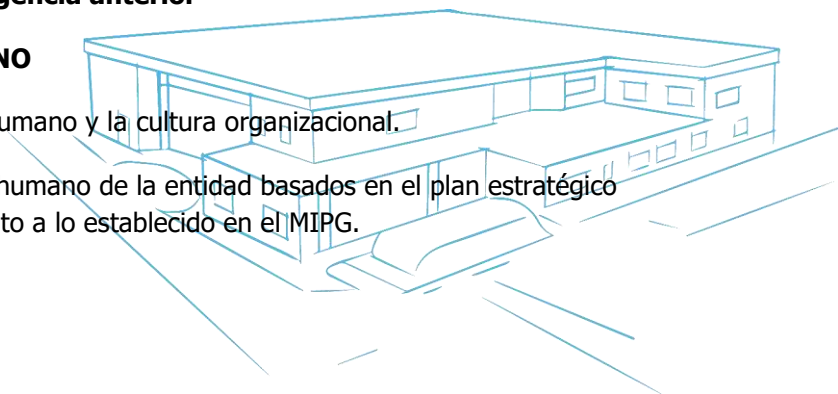 gencia anterior
NO
umano y la cultura organizacional.
humano de la entidad basados en el plan estratégico
to a lo establecido en el MIPG.